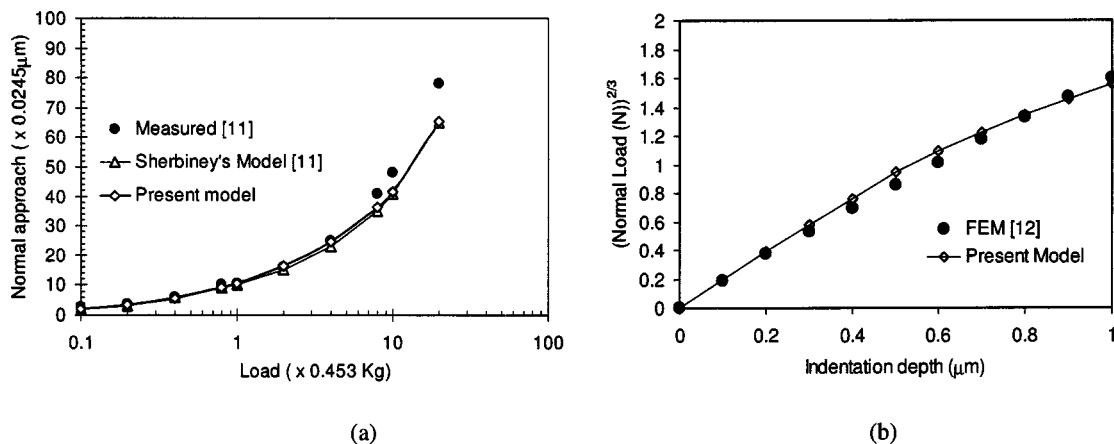 100
90
80
70
60
50
40
30
20
10
0
Normal approach ( x 0.0245μm)
Measured [11]
Sherbiney's Model [11]
Present model
0.1 1 10 100
Load ( x 0.453 Kg)
(a)
2
1.8
1.6
1.4
1.2
1
0.8
0.6
0.4
0.2
0
(Normal Load (N))^2/3
FEM [12]
Present Model
0 0.2 0.4 0.6 0.8 1
Indentation depth (μm)
(b)